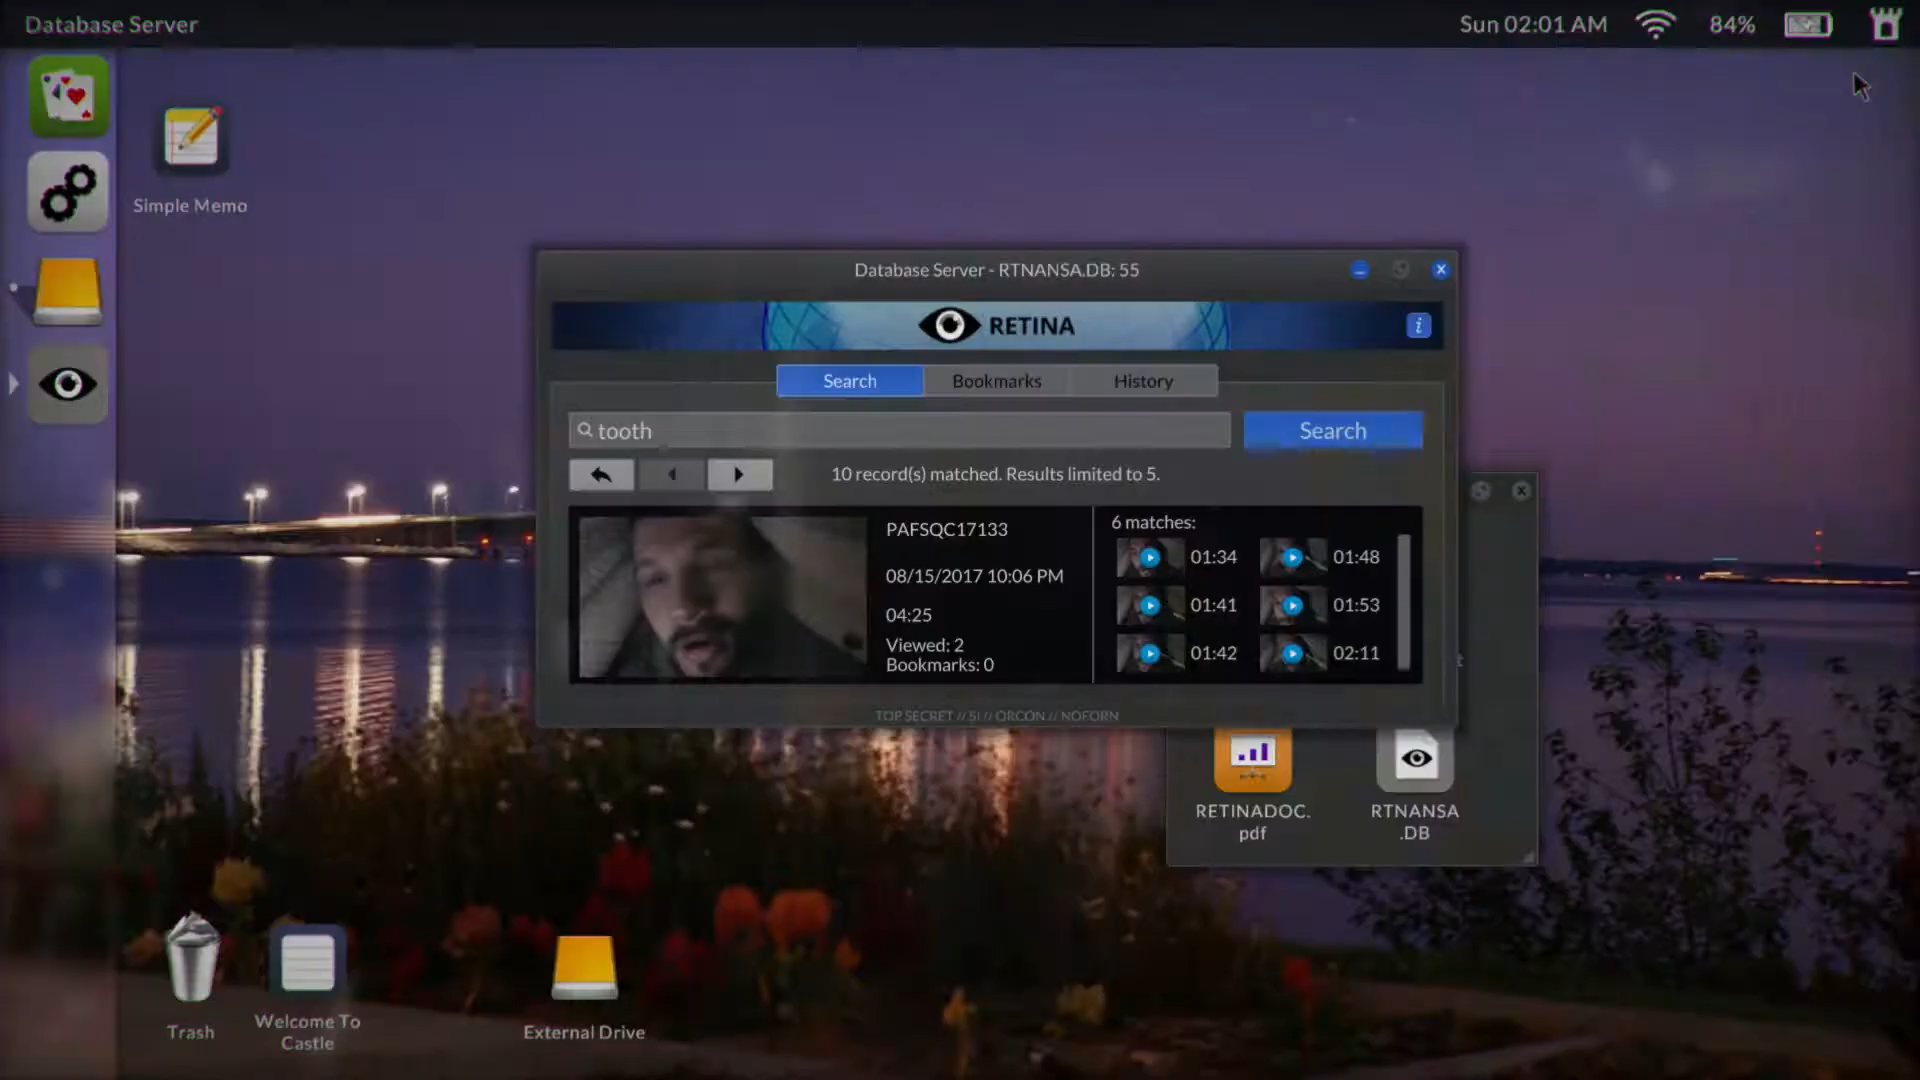 Database Server
Sun 02:01 AM
84%
Simple Memo
Database Server - RTNANSA.DB: 55
RETINA
i
Search
Bookmarks
History
tooth
Search
10 record(s) matched. Results limited to 5.
PAFSQC17133
08/15/2017 10:06 PM
04:25
Viewed: 2
Bookmarks: 0
6 matches:
01:34
01:48
01:41
01:53
01:42
02:11
TOP SECRET // SI // ORCON // NOFORN
RETINADOC.
pdf
RTNANSA
.DB
Trash
Welcome To
Castle
External Drive